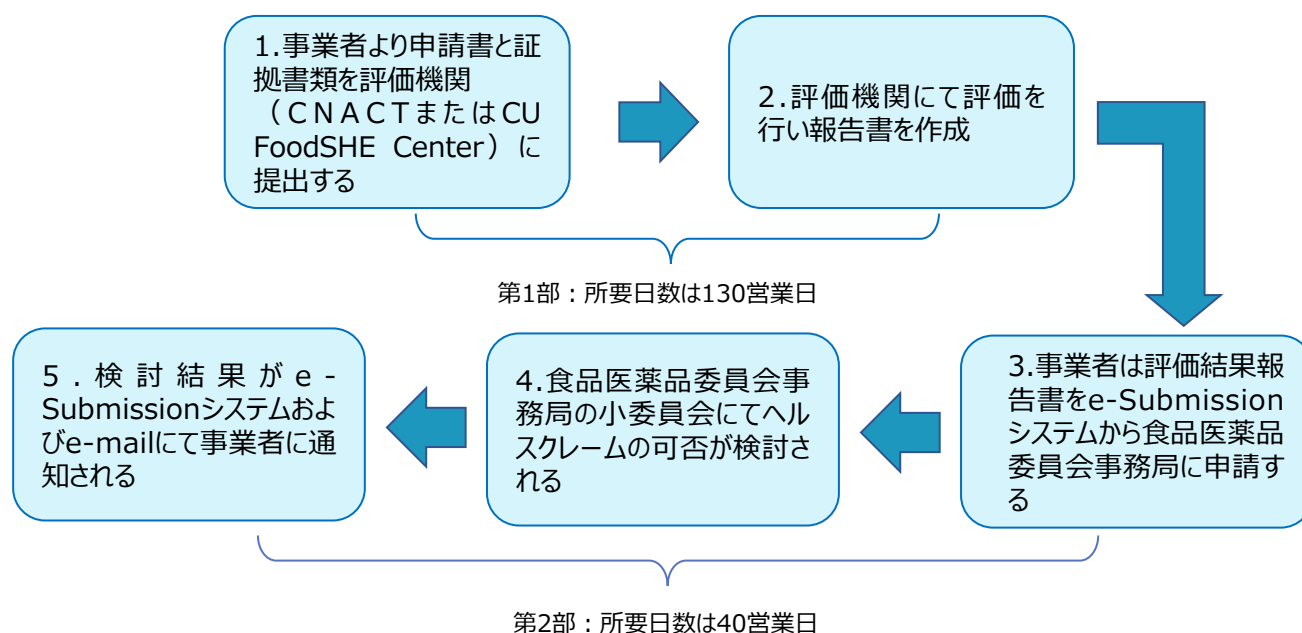 1.事業者より申請書と証
拠書類を評価機関
（ＣＮＡＣＴまたはCU
FoodSHE Center）に
提出する
2.評価機関にて評価を
行い報告書を作成
第1部：所要日数は130営業日
3.事業者は評価結果報
告書をe-Submission
システムから食品医薬品
委員会事務局に申請す
る
4.食品医薬品委員会事
務局の小委員会にてヘル
スクレームの可否が検討さ
れる
5．検討結果がe-
Submissionシステムおよ
びe-mailにて事業者に通
知される
第2部：所要日数は40営業日